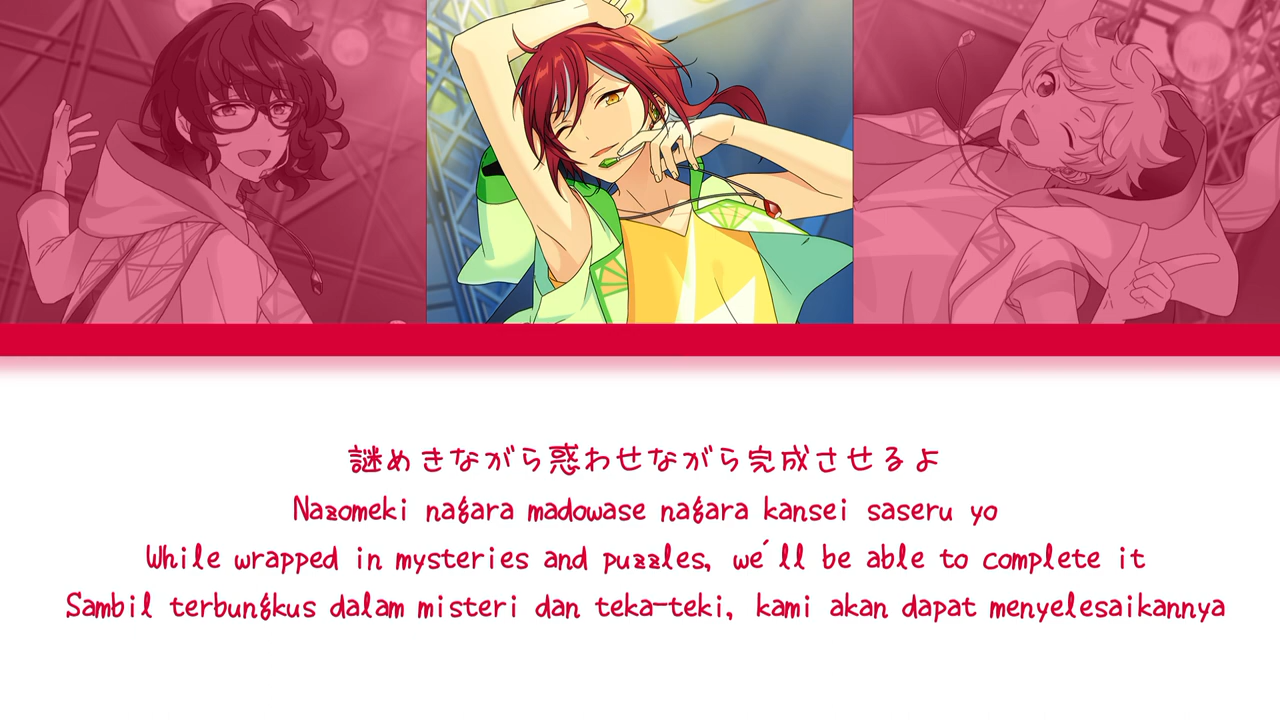 謎めきながら惑わせながら完成させるよ
Nazomeki nagara madowase nagara kansei saseru yo
While wrapped in mysteries and puzzles, we'll be able to complete it
Sambil terbungkus dalam misteri dan teka-teki, kami akan dapat menyelesaikannya